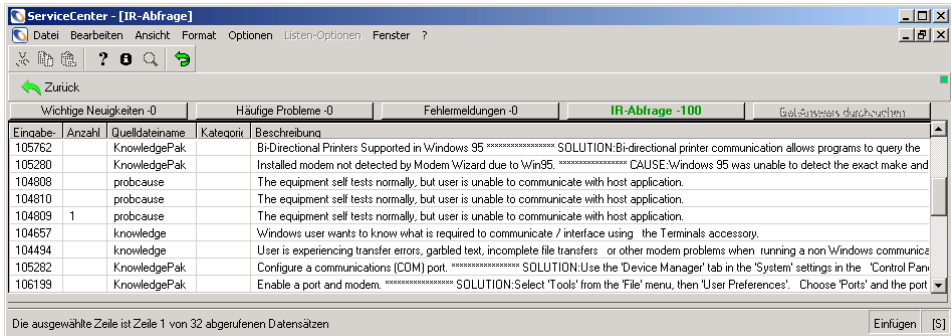 ServiceCenter - [IR-Abfrage]
Datei Bearbeiten Ansicht Format Optionen Listen-Optionen Fenster ?
Zurück
Wichtige Neuigkeiten -0 Häufige Probleme -0 Fehlermeldungen -0 IR-Abfrage -100 Get-Answers durchsuchen
Eingabe- Anzahl Quelldateiname Kategorie Beschreibung
105762 KnowledgePak Bi-Directional Printers Supported in Windows 95 **************** SOLUTION:Bi-directional printer communication allows programs to query the
105280 KnowledgePak Installed modem not detected by Modem Wizard due to Win95. **************** CAUSE:Windows 95 was unable to detect the exact make and
104808 probcause The equipment self tests normally, but user is unable to communicate with host application.
104810 probcause The equipment self tests normally, but user is unable to communicate with host application.
104809 1 probcause The equipment self tests normally, but user is unable to communicate with host application.
104657 knowledge Windows user wants to know what is required to communicate / interface using the Terminals accessory.
104494 knowledge User is experiencing transfer errors, garbled text, incomplete file transfers or other modem problems when running a non Windows communica
105282 KnowledgePak Configure a communications (COM) port. **************** SOLUTION:Use the 'Device Manager' tab in the 'System' settings in the 'Control Pane
106199 KnowledgePak Enable a port and modem. **************** SOLUTION:Select 'Tools' from the 'File' menu, then 'User Preferences'. Choose 'Ports' and the port
Die ausgewählte Zeile ist Zeile 1 von 32 abgerufenen Datensätzen Einfügen [S]